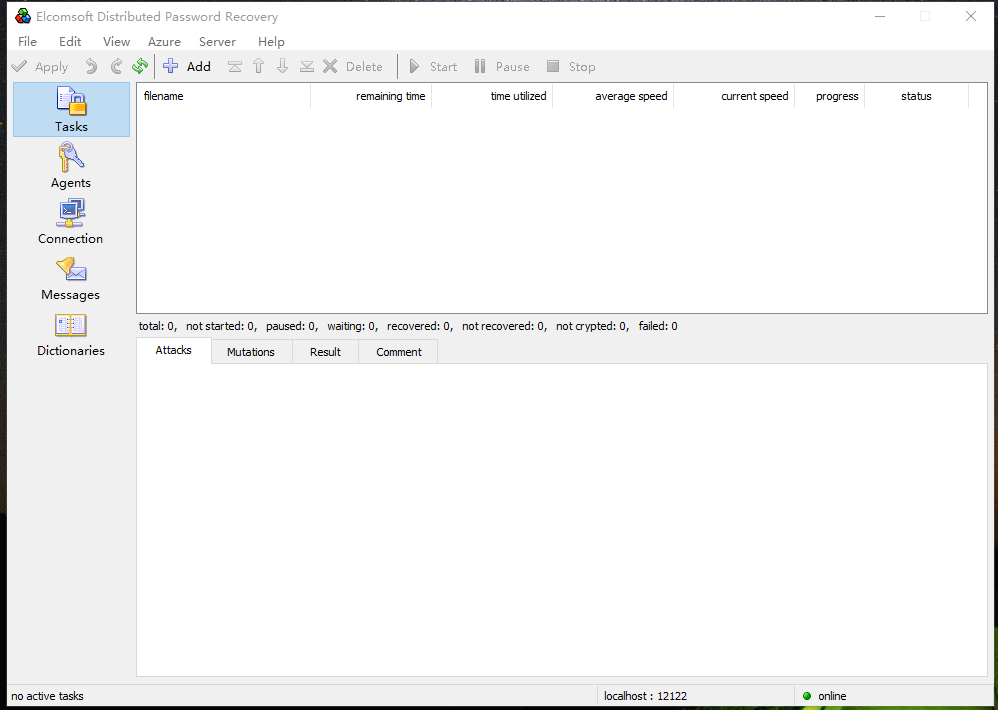 Elcomsoft Distributed Password Recovery
File Edit View Azure Server Help
Apply Add Delete Start Pause Stop
Tasks
Agents
Connection
Messages
Dictionaries
filename remaining time time utilized average speed current speed progress status
total: 0, not started: 0, paused: 0, waiting: 0, recovered: 0, not recovered: 0, not crypted: 0, failed: 0
Attacks Mutations Result Comment
no active tasks localhost : 12122 online